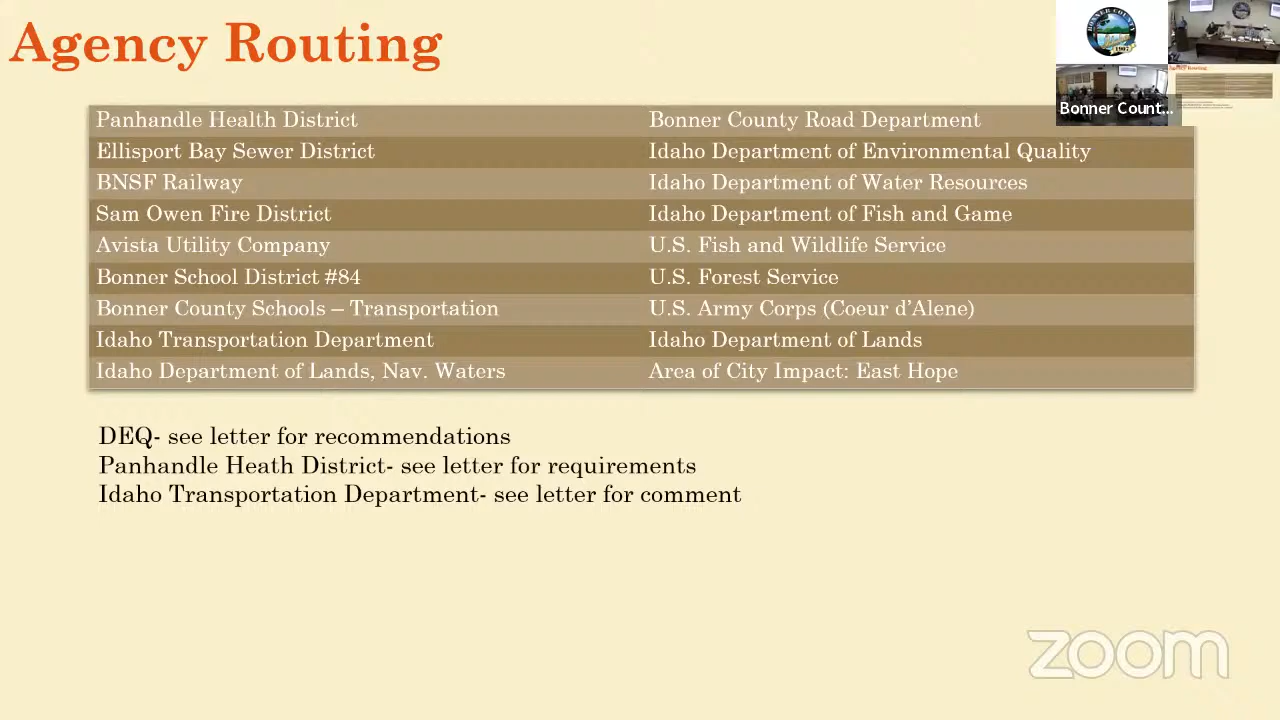 Agency Routing
BONNER COUNTY
1907
Agency Routing
Bonner Count...
Panhandle Health District
Bonner County Road Department
Ellisport Bay Sewer District
Idaho Department of Environmental Quality
BNSF Railway
Idaho Department of Water Resources
Sam Owen Fire District
Idaho Department of Fish and Game
Avista Utility Company
U.S. Fish and Wildlife Service
Bonner School District #84
U.S. Forest Service
Bonner County Schools – Transportation
U.S. Army Corps (Coeur d’Alene)
Idaho Transportation Department
Idaho Department of Lands
Idaho Department of Lands, Nav. Waters
Area of City Impact: East Hope
DEQ- see letter for recommendations
Panhandle Heath District- see letter for requirements
Idaho Transportation Department- see letter for comment
zoom